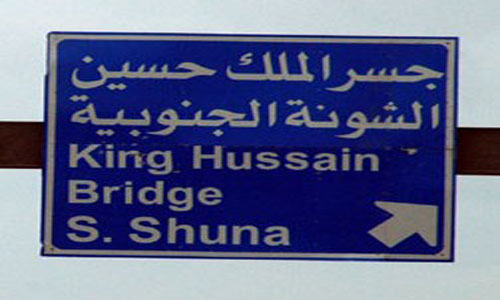 جسر الملك حسين
الشونة الجنوبية
King Hussain
Bridge
S. Shuna